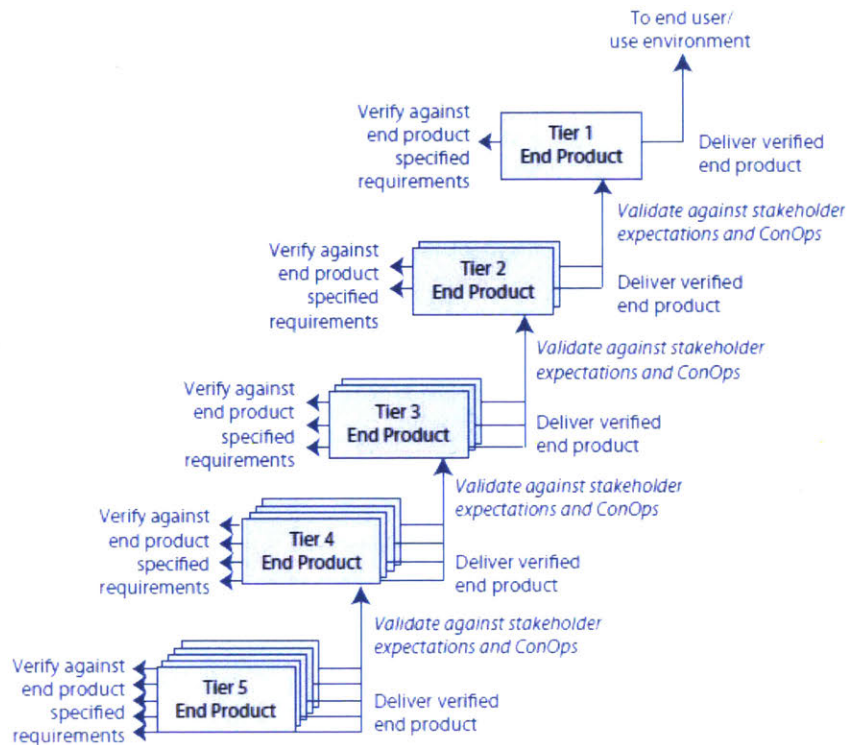 To end user/
use environment
Verify against
end product
specified
requirements
Tier 1
End Product
Deliver verified
end product
Validate against stakeholder
expectations and ConOps
Verify against
end product
specified
requirements
Tier 2
End Product
Deliver verified
end product
Validate against stakeholder
expectations and ConOps
Verify against
end product
specified
requirements
Tier 3
End Product
Deliver verified
end product
Validate against stakeholder
expectations and ConOps
Verify against
end product
specified
requirements
Tier 4
End Product
Deliver verified
end product
Validate against stakeholder
expectations and ConOps
Verify against
end product
specified
requirements
Tier 5
End Product
Deliver verified
end product